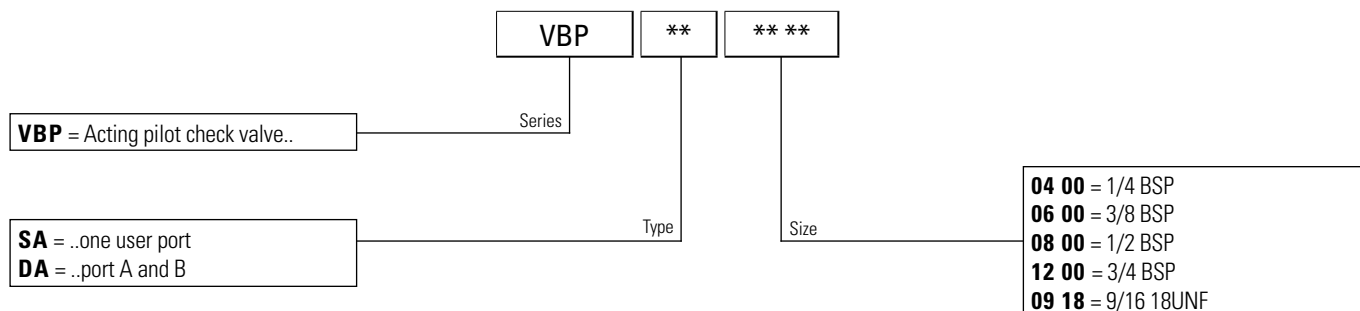 VBP ** ** **
Series
VBP = Acting pilot check valve..
Type
SA = ..one user port
DA = ..port A and B
Size
04 00 = 1/4 BSP
06 00 = 3/8 BSP
08 00 = 1/2 BSP
12 00 = 3/4 BSP
09 18 = 9/16 18UNF